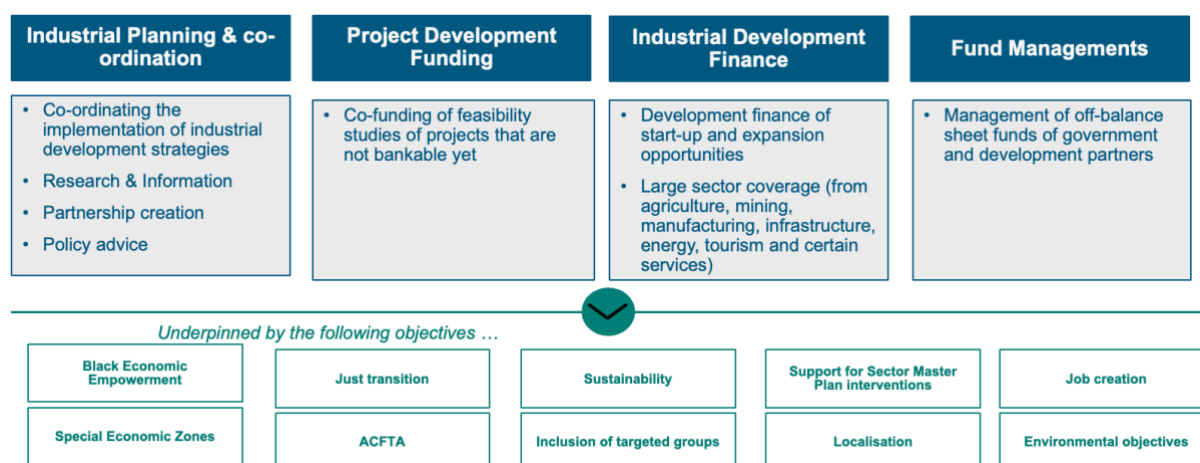 Industrial Planning & co-
ordination
• Co-ordinating the
implementation of industrial
development strategies
• Research & Information
• Partnership creation
• Policy advice
Project Development
Funding
• Co-funding of feasibility
studies of projects that are
not bankable yet
Industrial Development
Finance
• Development finance of
start-up and expansion
opportunities
• Large sector coverage (from
agriculture, mining,
manufacturing, infrastructure,
energy, tourism and certain
services)
Fund Managements
• Management of off-balance
sheet funds of government
and development partners
Underpinned by the following objectives …
Black Economic
Empowerment
Just transition
Sustainability
Support for Sector Master
Plan interventions
Job creation
Special Economic Zones
ACFTA
Inclusion of targeted groups
Localisation
Environmental objectives